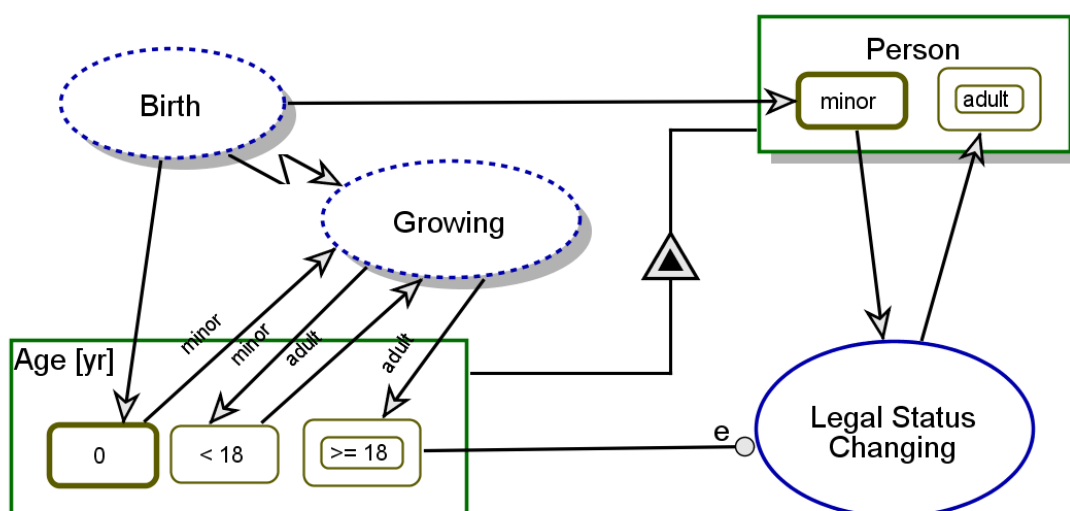 Person
Birth
minor
adult
Growing
minor
minor
adult
adult
Age [yr]
0
< 18
>= 18
e
Legal Status
Changing